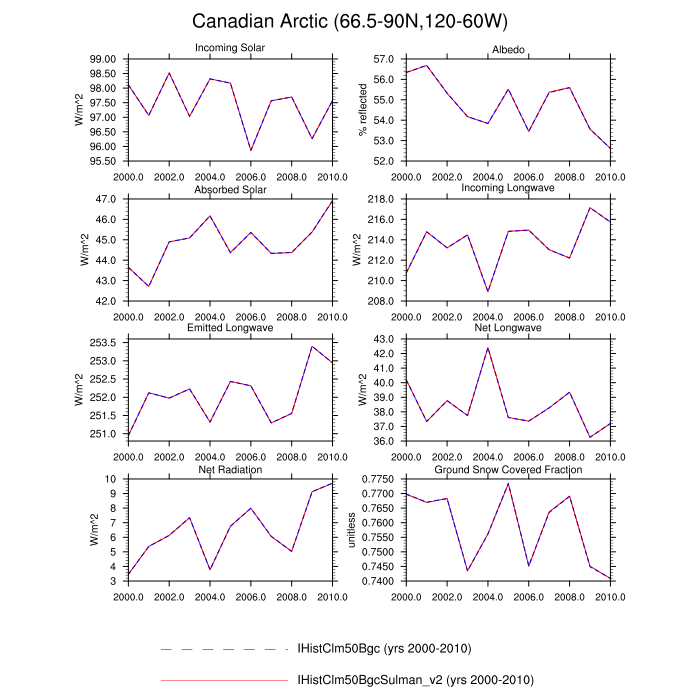 Canadian Arctic (66.5-90N,120-60W)
Incoming Solar
W/m^2
99.00
98.50
98.00
97.50
97.00
96.50
96.00
95.50
2000.0 2002.0 2004.0 2006.0 2008.0 2010.0
Albedo
% reflected
57.0
56.0
55.0
54.0
53.0
52.0
2000.0 2002.0 2004.0 2006.0 2008.0 2010.0
Absorbed Solar
W/m^2
47.0
46.0
45.0
44.0
43.0
42.0
2000.0 2002.0 2004.0 2006.0 2008.0 2010.0
Incoming Longwave
W/m^2
218.0
216.0
214.0
212.0
210.0
208.0
2000.0 2002.0 2004.0 2006.0 2008.0 2010.0
Emitted Longwave
W/m^2
253.5
253.0
252.5
252.0
251.5
251.0
2000.0 2002.0 2004.0 2006.0 2008.0 2010.0
Net Longwave
W/m^2
43.0
42.0
41.0
40.0
39.0
38.0
37.0
36.0
2000.0 2002.0 2004.0 2006.0 2008.0 2010.0
Net Radiation
W/m^2
10
9
8
7
6
5
4
3
2000.0 2002.0 2004.0 2006.0 2008.0 2010.0
Ground Snow Covered Fraction
unitless
0.7750
0.7700
0.7650
0.7600
0.7550
0.7500
0.7450
0.7400
2000.0 2002.0 2004.0 2006.0 2008.0 2010.0
IHistClm50Bgc (yrs 2000-2010)
IHistClm50BgcSulman_v2 (yrs 2000-2010)